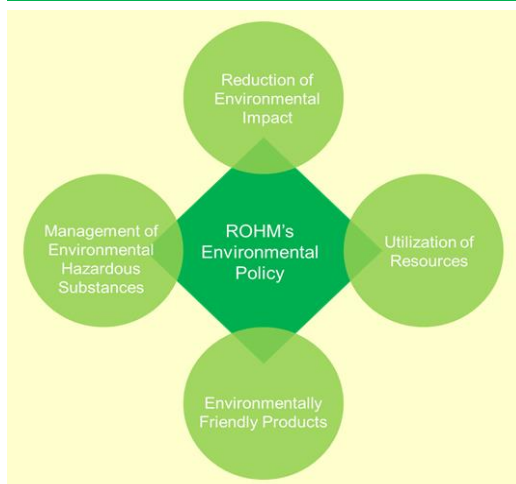 Reduction of
Environmental
Impact
Management of
Environmental
Hazardous
Substances
ROHM's
Environmental
Policy
Utilization of
Resources
Environmentally
Friendly Products